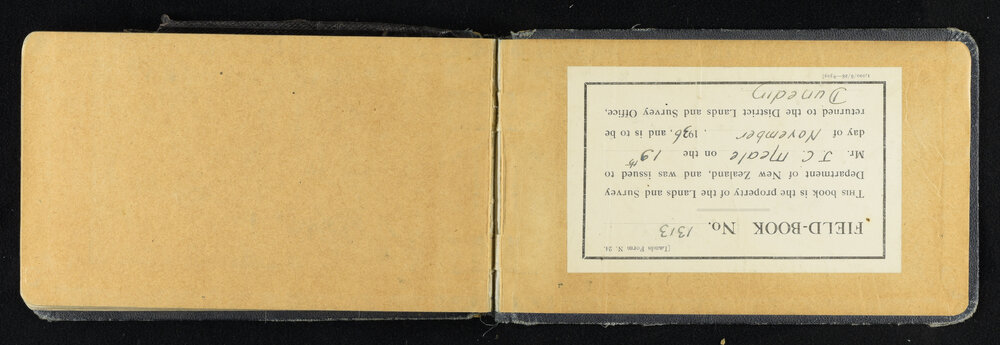 [Lands Form N. 24.
FIELD-BOOK No. 1313
This book is the property of the Lands and Survey
Department of New Zealand, and was issued to
Mr. J. C. Meale on the 19th
day of November, 1936, and is to be
returned to the District Lands and Survey Office,
Dunedin